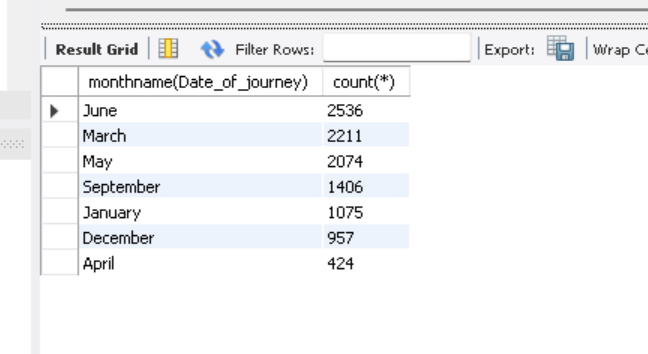 Result Grid Filter Rows: Export: Wrap Ce
monthname(Date_of_journey) count(*)
June 2536
March 2211
May 2074
September 1406
January 1075
December 957
April 424